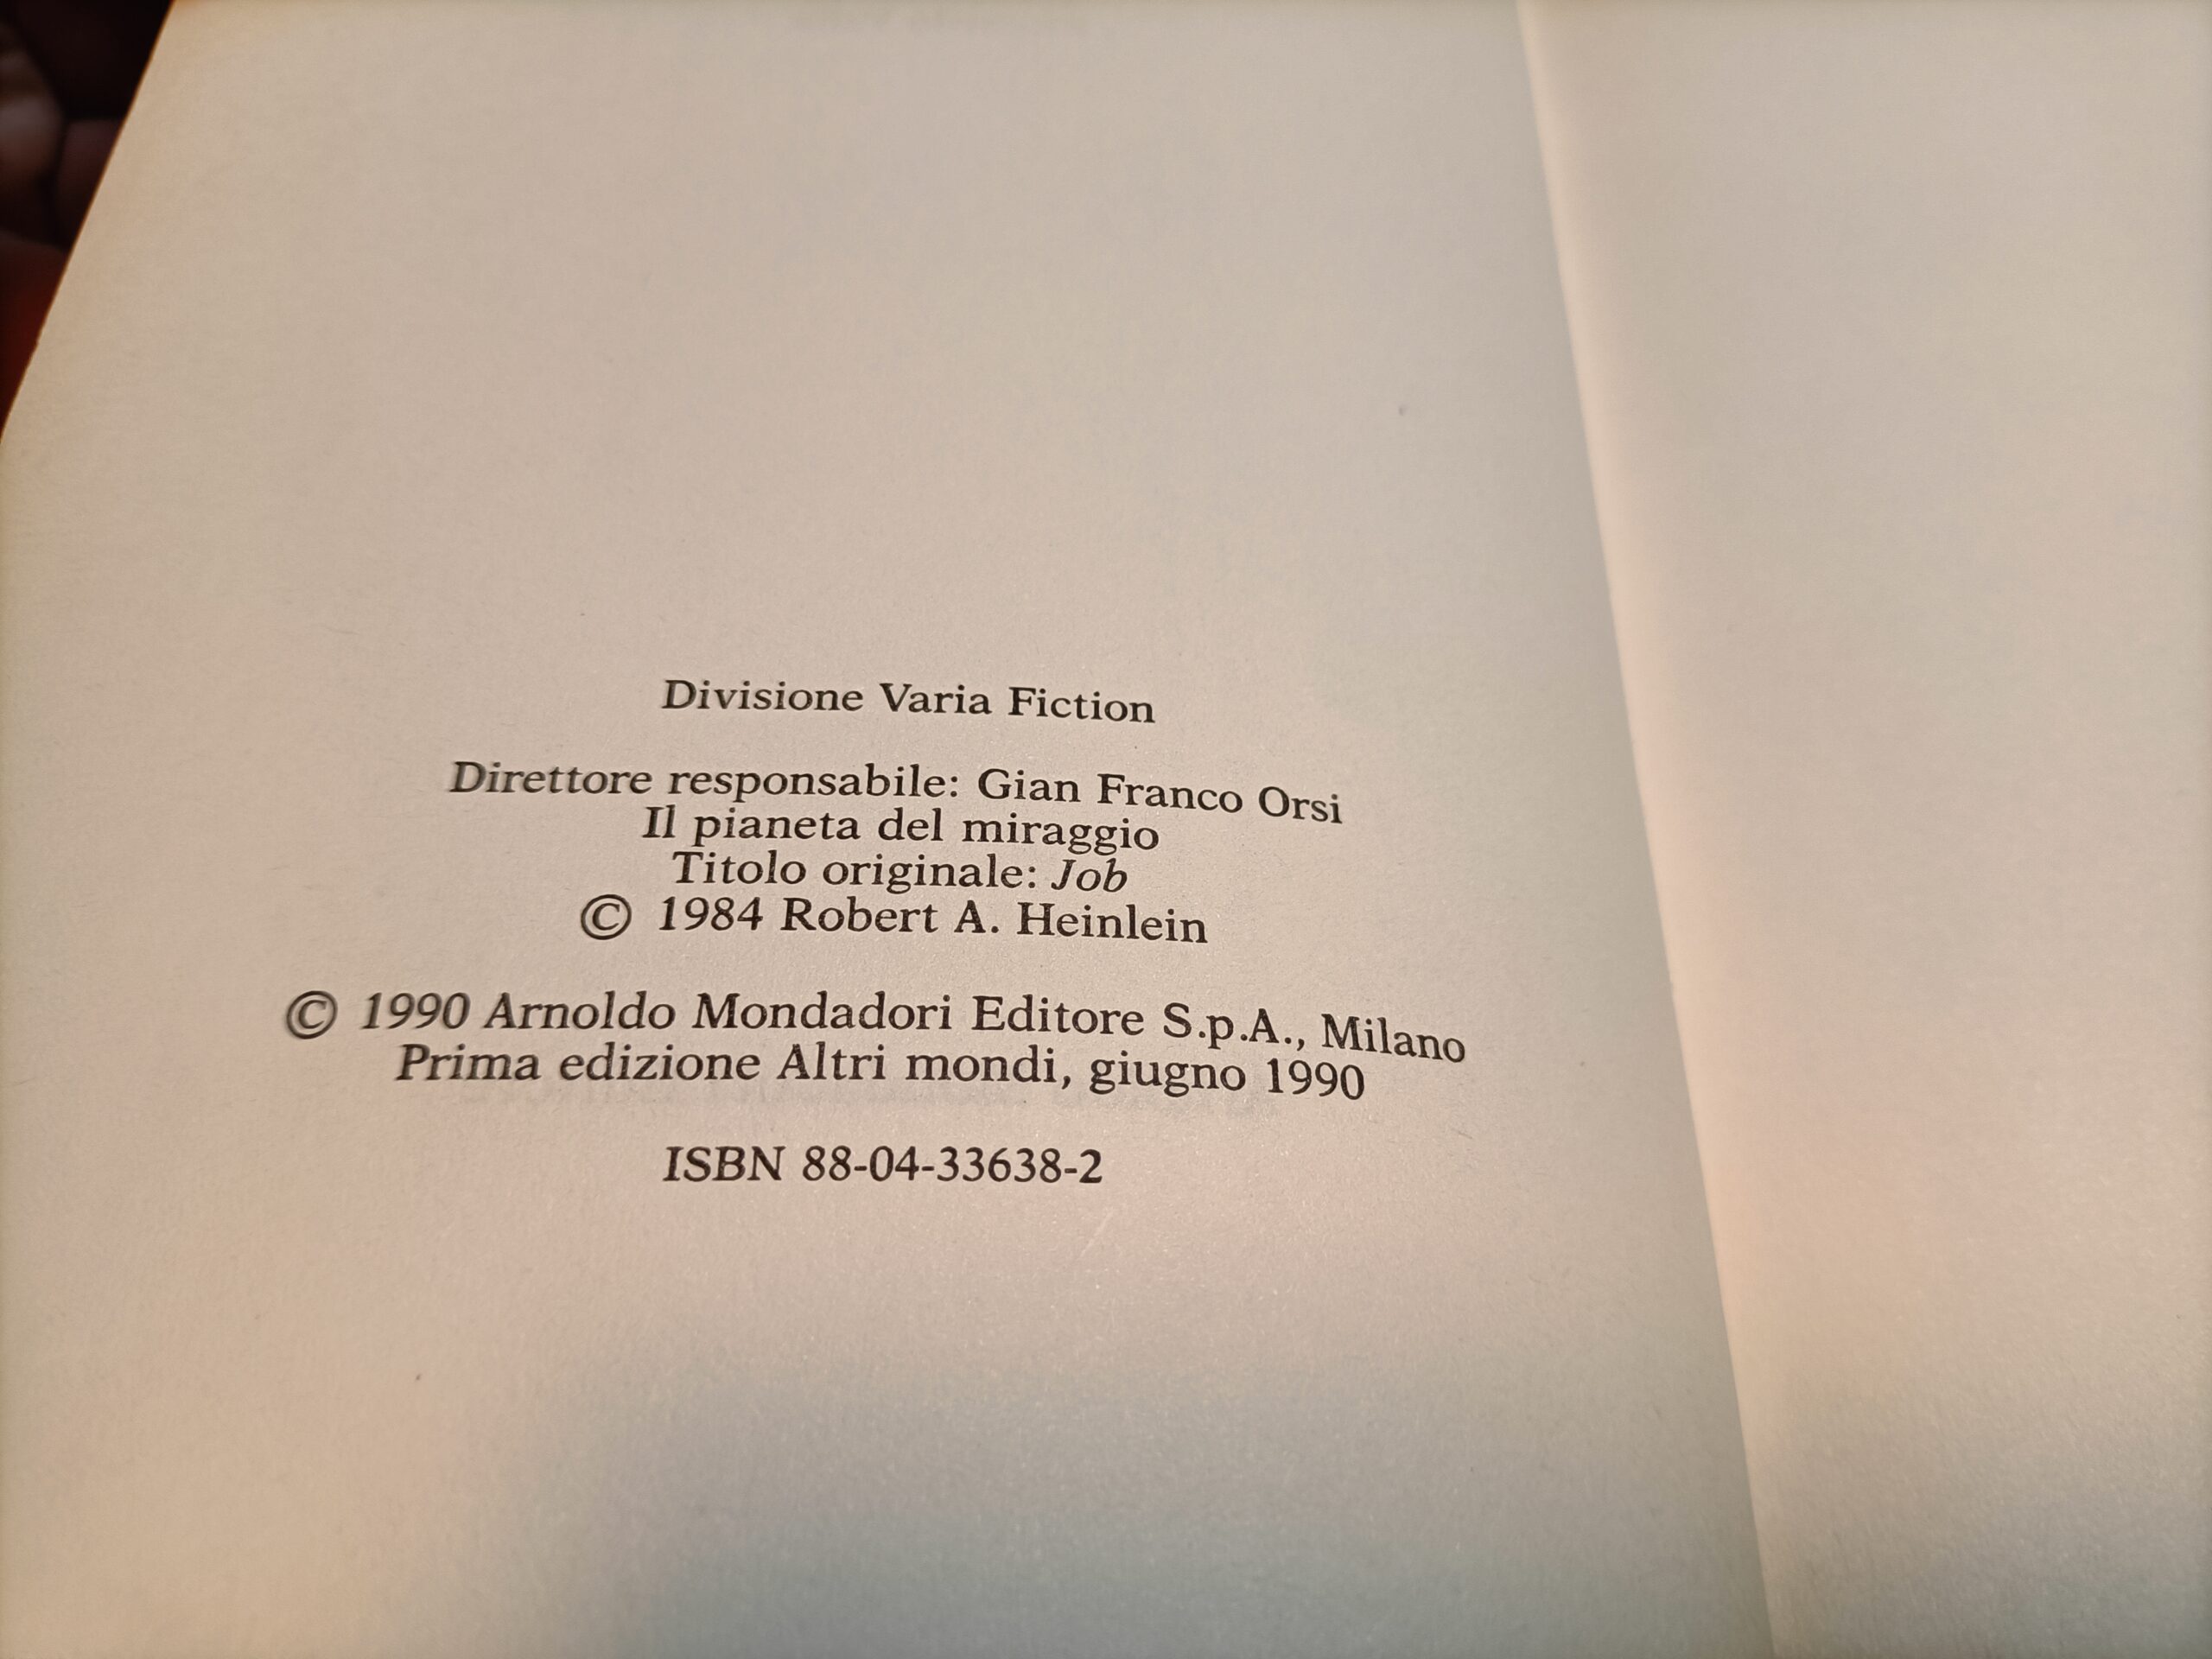 Divisione Varia Fiction
Direttore responsabile: Gian Franco Orsi
Il pianeta del miraggio
Titolo originale: Job
© 1984 Robert A. Heinlein
© 1990 Arnoldo Mondadori Editore S.p.A., Milano
Prima edizione Altri mondi, giugno 1990
ISBN 88-04-33638-2